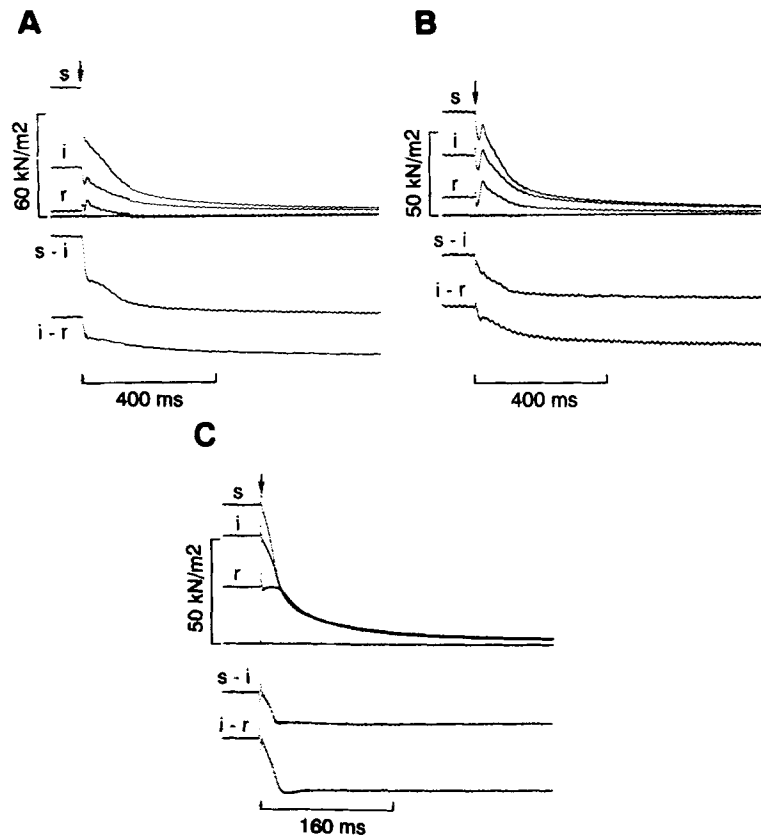 A
s
i
r
60 kN/m2
s - i
i - r
400 ms
B
s
i
r
50 kN/m2
s - i
i - r
400 ms
C
s
i
r
50 kN/m2
s - i
i - r
160 ms